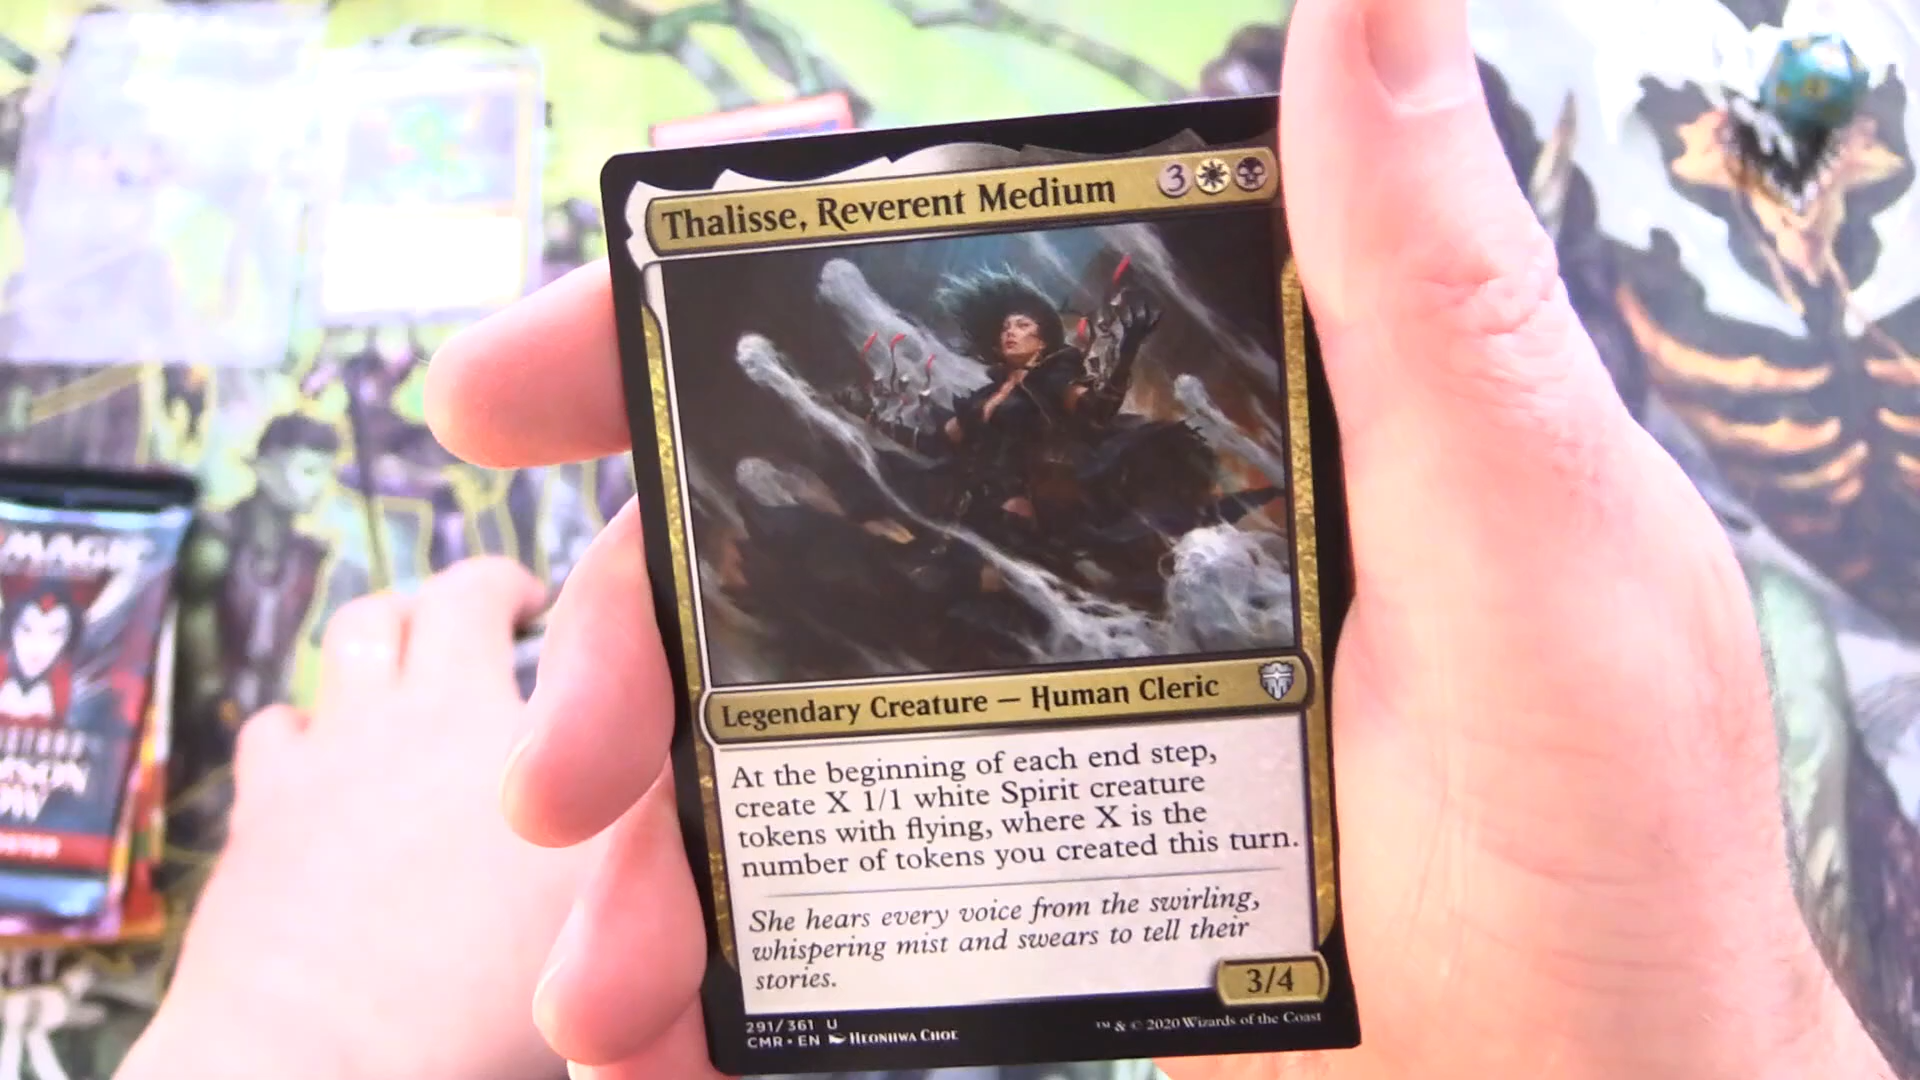 Thalisse, Reverent Medium 3
Legendary Creature — Human Cleric
At the beginning of each end step,
create X 1/1 white Spirit creature
tokens with flying, where X is the
number of tokens you created this turn.
She hears every voice from the swirling,
whispering mist and swears to tell their
stories.
3/4
291/361 U
CMR • EN HEONHWA CHOE
™ & © 2020 Wizards of the Coast
MAGIC